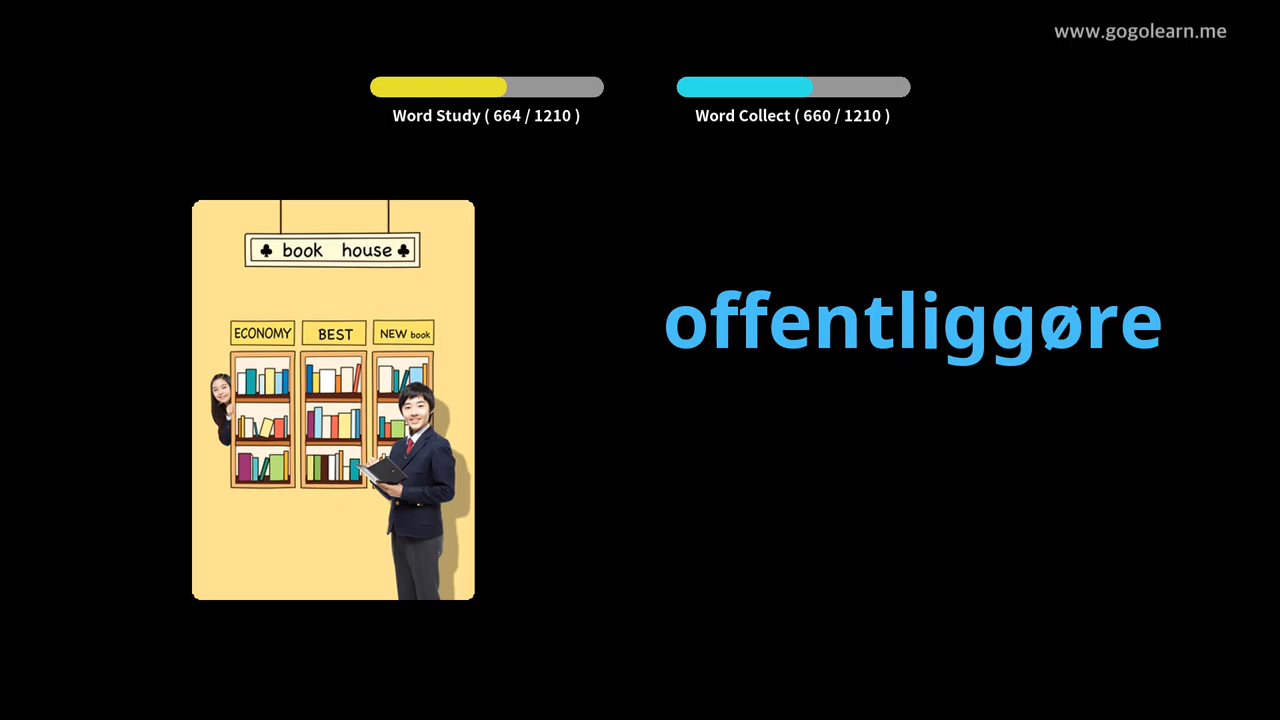 www.gogolearn.me
Word Study ( 664 / 1210 )
Word Collect ( 660 / 1210 )
♣ book house ♣
ECONOMY
BEST
NEW book
offentliggøre